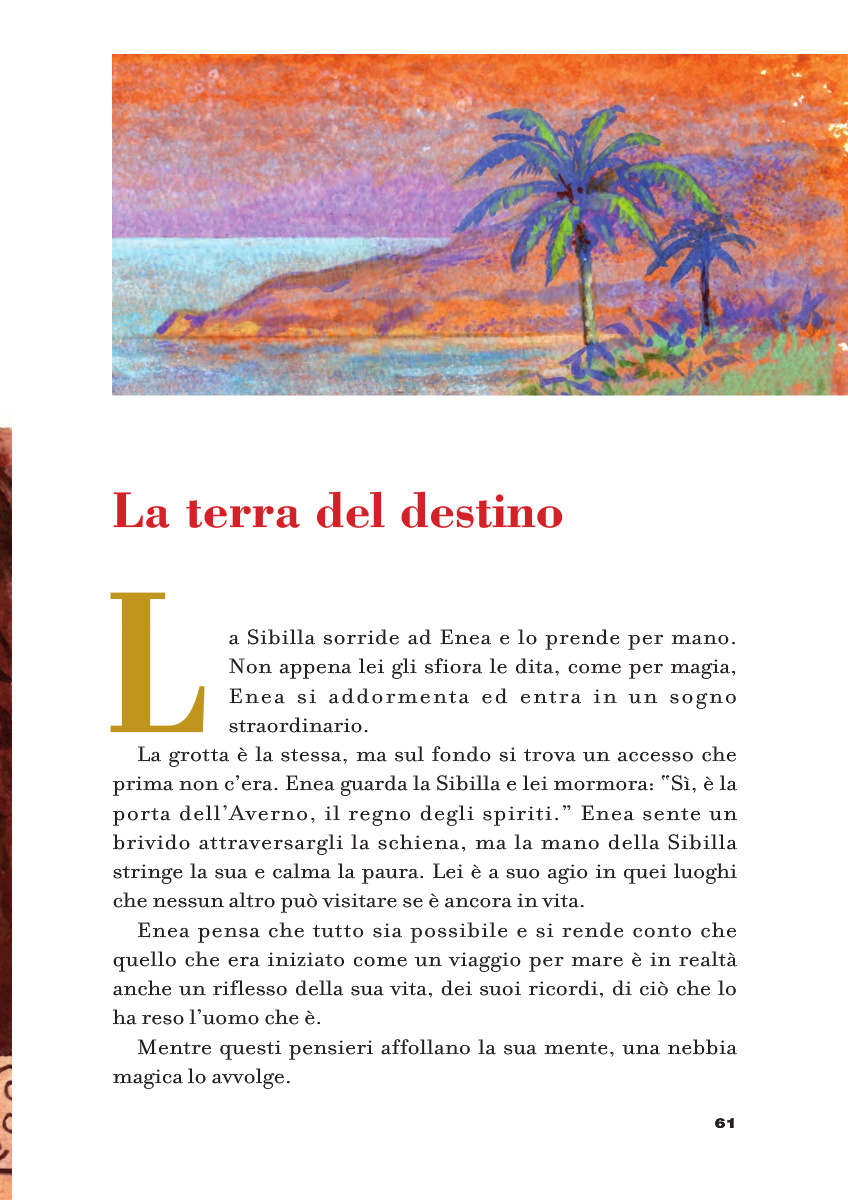 La terra del destino
La Sibilla sorride ad Enea e lo prende per mano.
Non appena lei gli sfiora le dita, come per magia,
Enea si addormenta ed entra in un sogno
straordinario.
La grotta è la stessa, ma sul fondo si trova un accesso che
prima non c’era. Enea guarda la Sibilla e lei mormora: “Sì, è la
porta dell’Averno, il regno degli spiriti.” Enea sente un
brivido attraversargli la schiena, ma la mano della Sibilla
stringe la sua e calma la paura. Lei è a suo agio in quei luoghi
che nessun altro può visitare se è ancora in vita.
Enea pensa che tutto sia possibile e si rende conto che
quello che era iniziato come un viaggio per mare è in realtà
anche un riflesso della sua vita, dei suoi ricordi, di ciò che lo
ha reso l’uomo che è.
Mentre questi pensieri affollano la sua mente, una nebbia
magica lo avvolge.
61